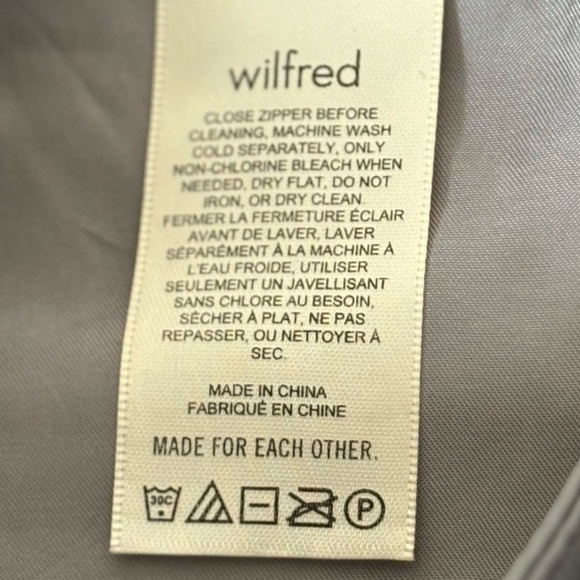 wilfred
CLOSE ZIPPER BEFORE
CLEANING, MACHINE WASH
COLD SEPARATELY, ONLY
NON-CHLORINE BLEACH WHEN
NEEDED, DRY FLAT, DO NOT
IRON, OR DRY CLEAN.
FERMER LA FERMETURE ÉCLAIR
AVANT DE LAVER, LAVER
SÉPARÉMENT À LA MACHINE À
L'EAU FROIDE, UTILISER
SEULEMENT UN JAVELLISANT
SANS CHLORE AU BESOIN,
SÉCHER À PLAT, NE PAS
REPASSER, OU NETTOYER À
SEC.
MADE IN CHINA
FABRIQUÉ EN CHINE
MADE FOR EACH OTHER.
30C P